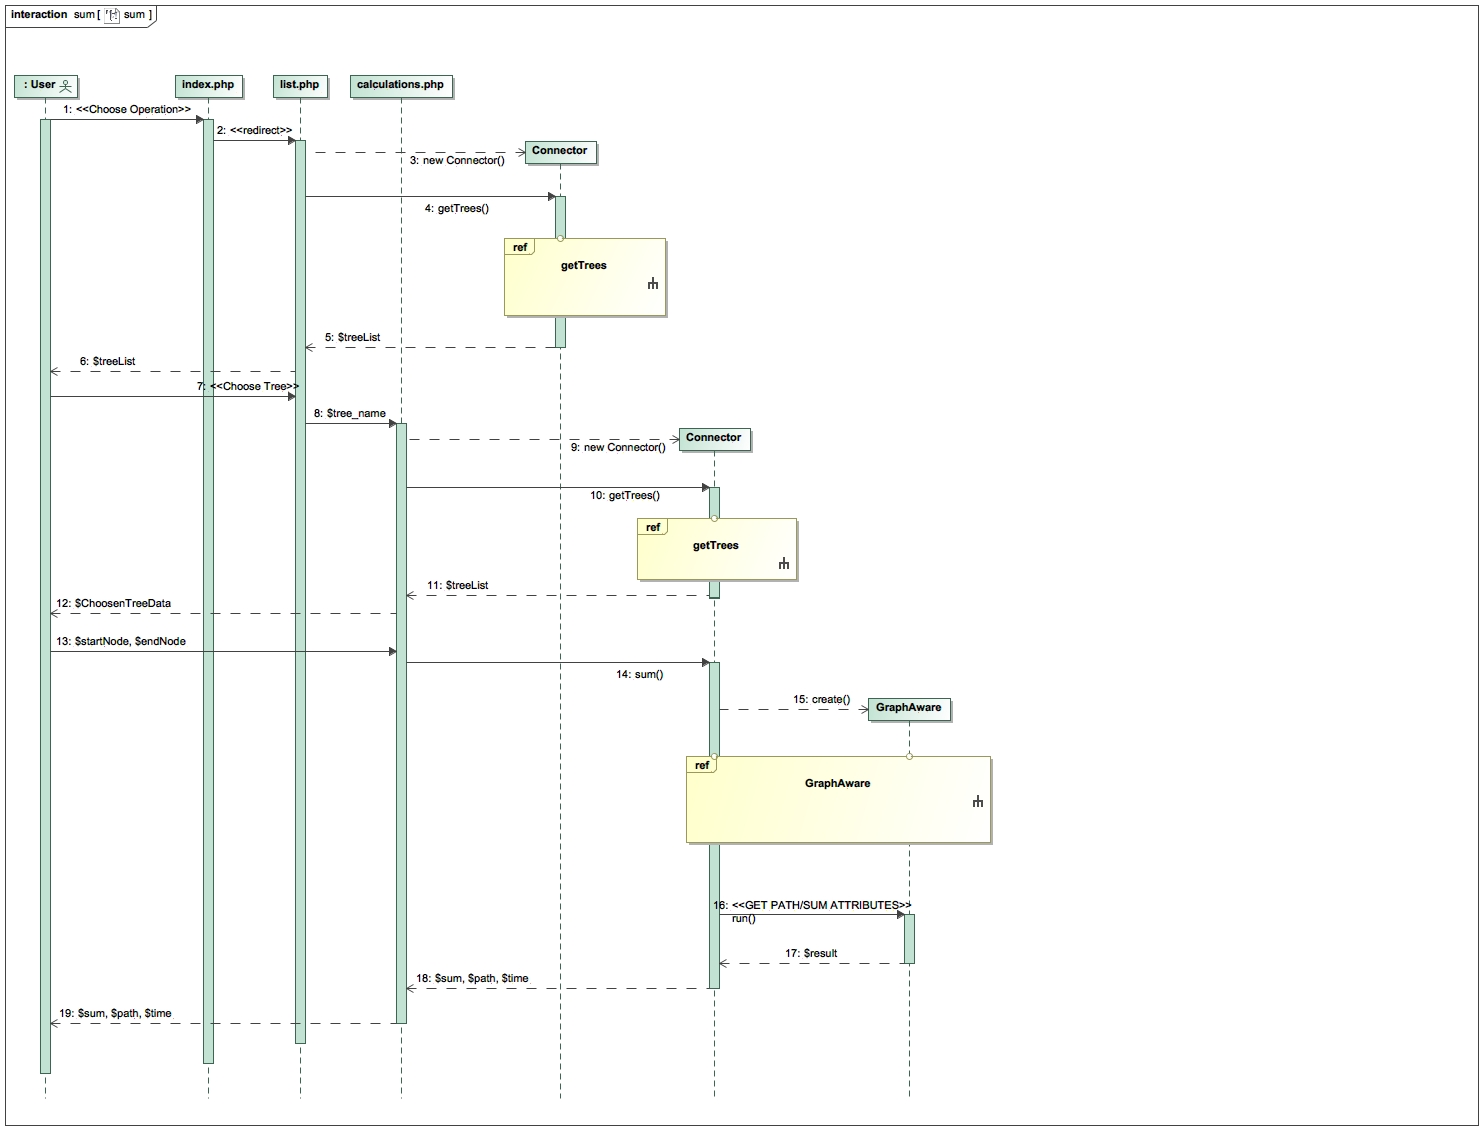 interaction sum [ sum ]
: User
index.php
list.php
calculations.php
1: <<Choose Operation>>
2: <<redirect>>
Connector
3: new Connector()
4: getTrees()
ref
getTrees
5: $treeList
6: $treeList
7: <<Choose Tree>>
8: $tree_name
Connector
9: new Connector()
10: getTrees()
ref
getTrees
11: $treeList
12: $ChoosenTreeData
13: $startNode, $endNode
14: sum()
15: create()
GraphAware
ref
GraphAware
16: <<GET PATH/SUM ATTRIBUTES>>
run()
17: $result
18: $sum, $path, $time
19: $sum, $path, $time